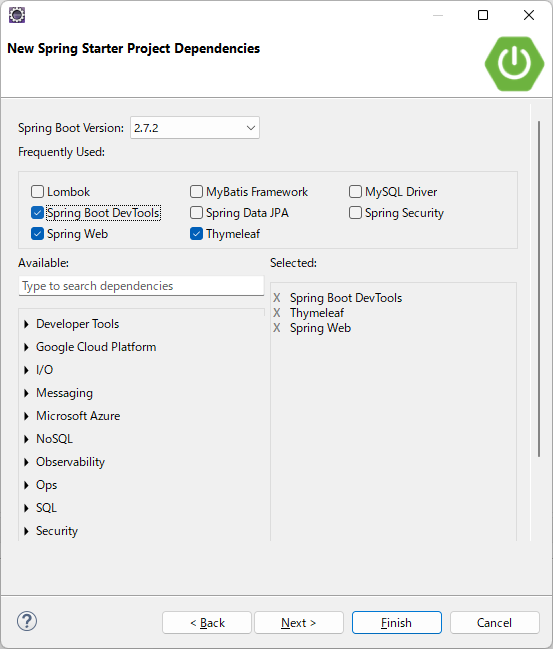 New Spring Starter Project Dependencies
Spring Boot Version: 2.7.2
Frequently Used:
Lombok MyBatis Framework MySQL Driver
Spring Boot DevTools Spring Data JPA Spring Security
Spring Web Thymeleaf
Available: Selected:
Type to search dependencies
X Spring Boot DevTools
X Thymeleaf
X Spring Web
Developer Tools
Google Cloud Platform
I/O
Messaging
Microsoft Azure
NoSQL
Observability
Ops
SQL
Security
? < Back Next > Finish Cancel